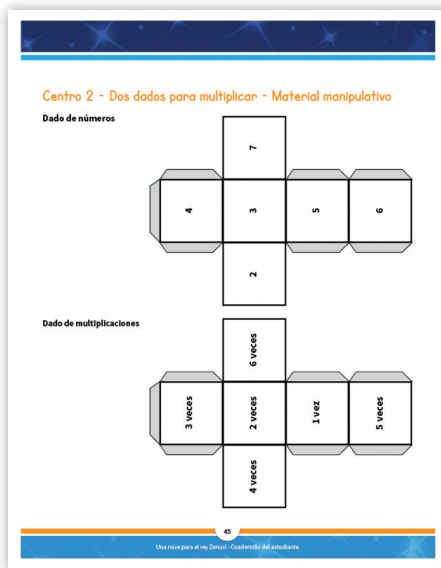 Centro 2 - Dos dados para multiplicar - Material manipulativo
Dado de números
7
4
3
5
6
2
Dado de multiplicaciones
6 veces
3 veces
2 veces
1 vez
5 veces
4 veces
45
Una nave para el rey Zenus! - Cuadernillo del estudiante